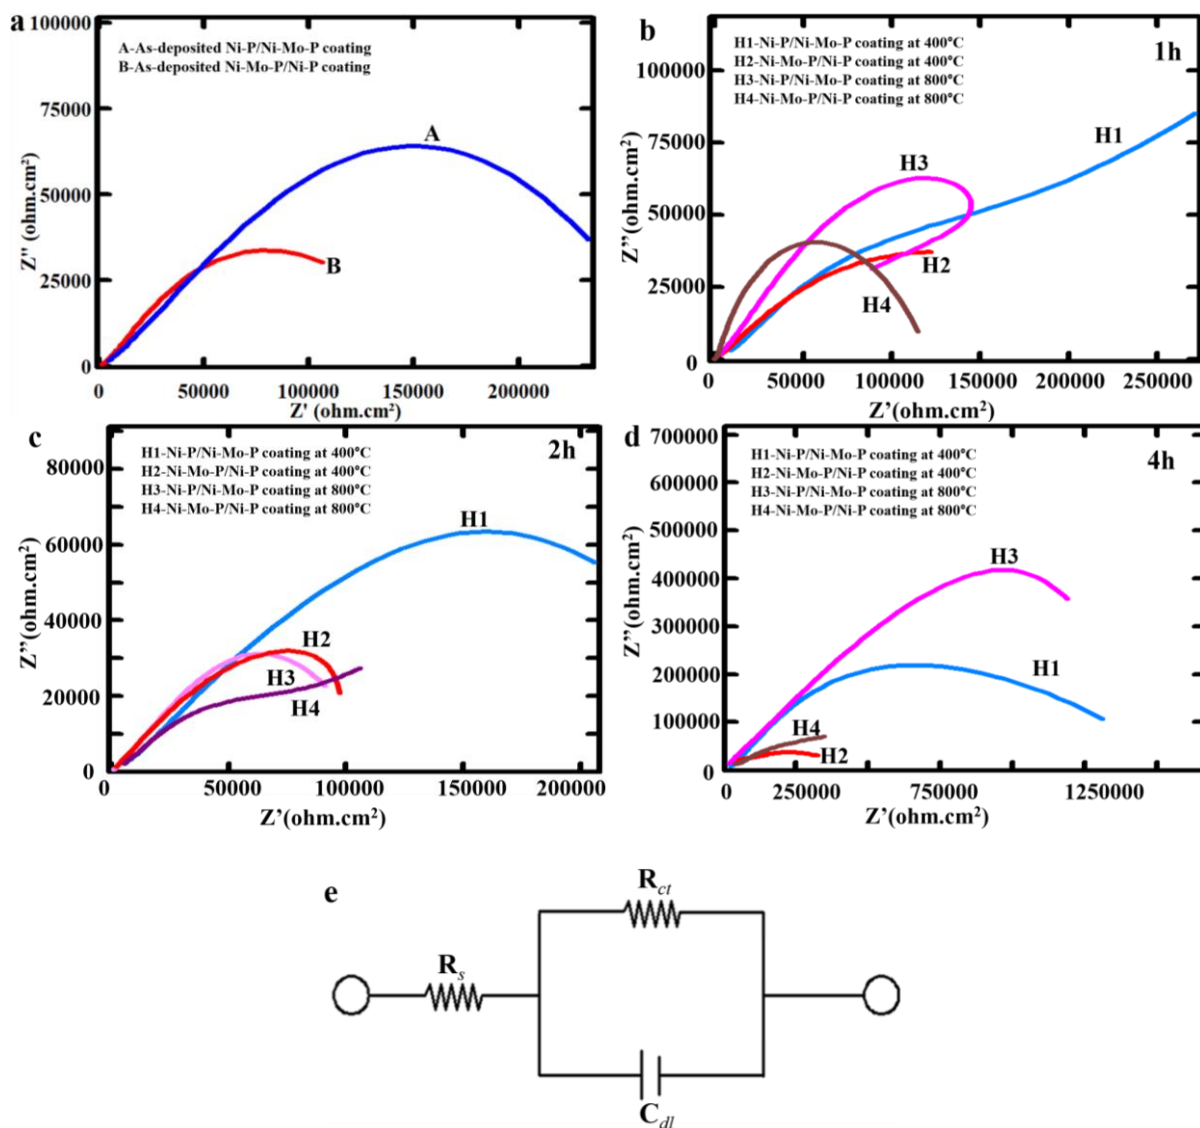 a
100000
75000
50000
25000
0
Z" (ohm.cm²)
A-As-deposited Ni-P/Ni-Mo-P coating
B-As-deposited Ni-Mo-P/Ni-P coating
A
B
0 50000 100000 150000 200000
Z' (ohm.cm²)
b
1h
H1-Ni-P/Ni-Mo-P coating at 400°C
H2-Ni-Mo-P/Ni-P coating at 400°C
H3-Ni-P/Ni-Mo-P coating at 800°C
H4-Ni-Mo-P/Ni-P coating at 800°C
100000
75000
50000
25000
0
Z”(ohm.cm²)
H1
H3
H2
H4
0 50000 100000 150000 200000 250000
Z’(ohm.cm²)
c
2h
H1-Ni-P/Ni-Mo-P coating at 400°C
H2-Ni-Mo-P/Ni-P coating at 400°C
H3-Ni-P/Ni-Mo-P coating at 800°C
H4-Ni-Mo-P/Ni-P coating at 800°C
80000
60000
40000
20000
0
Z”(ohm.cm²)
H1
H2
H3
H4
0 50000 100000 150000 200000
Z’(ohm.cm²)
d
4h
H1-Ni-P/Ni-Mo-P coating at 400°C
H2-Ni-Mo-P/Ni-P coating at 400°C
H3-Ni-P/Ni-Mo-P coating at 800°C
H4-Ni-Mo-P/Ni-P coating at 800°C
700000
600000
500000
400000
300000
200000
100000
0
Z”(ohm.cm²)
H3
H1
H4
H2
0 250000 750000 1250000
Z’(ohm.cm²)
e
Rct
Rs
Cdl